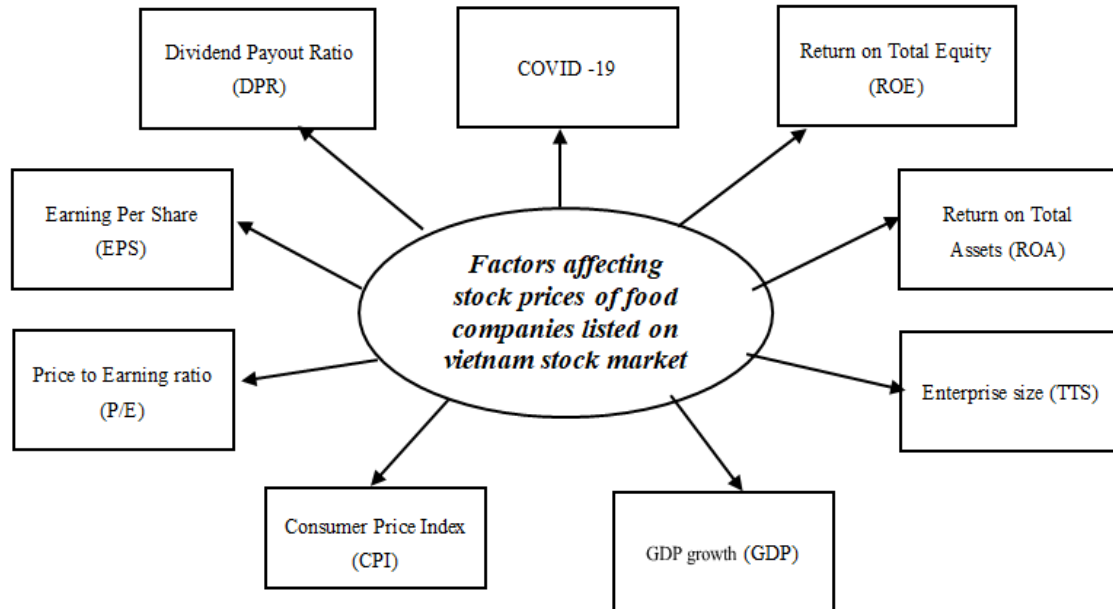 Dividend Payout Ratio
(DPR)
COVID -19
Return on Total Equity
(ROE)
Earning Per Share
(EPS)
Return on Total
Assets (ROA)
Factors affecting
stock prices of food
companies listed on
vietnam stock market
Price to Earning ratio
(P/E)
Enterprise size (TTS)
Consumer Price Index
(CPI)
GDP growth (GDP)